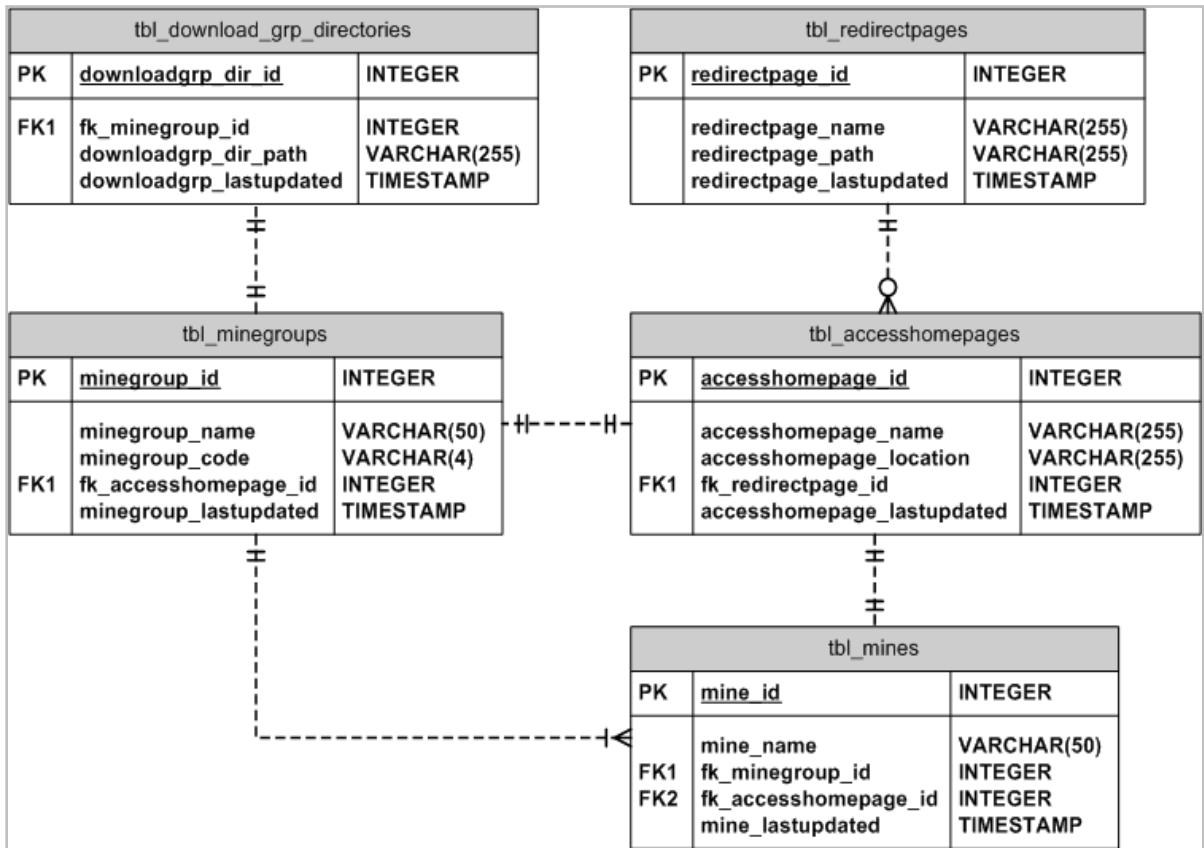 tbl_download_grp_directories
PK downloadgrp_dir_id INTEGER
FK1 fk_minegroup_id INTEGER
downloadgrp_dir_path VARCHAR(255)
downloadgrp_lastupdated TIMESTAMP
tbl_redirectpages
PK redirectpage_id INTEGER
redirectpage_name VARCHAR(255)
redirectpage_path VARCHAR(255)
redirectpage_lastupdated TIMESTAMP
tbl_minegroups
PK minegroup_id INTEGER
minegroup_name VARCHAR(50)
minegroup_code VARCHAR(4)
FK1 fk_accesshomepage_id INTEGER
minegroup_lastupdated TIMESTAMP
tbl_accesshomepages
PK accesshomepage_id INTEGER
accesshomepage_name VARCHAR(255)
accesshomepage_location VARCHAR(255)
FK1 fk_redirectpage_id INTEGER
accesshomepage_lastupdated TIMESTAMP
tbl_mines
PK mine_id INTEGER
mine_name VARCHAR(50)
FK1 fk_minegroup_id INTEGER
FK2 fk_accesshomepage_id INTEGER
mine_lastupdated TIMESTAMP